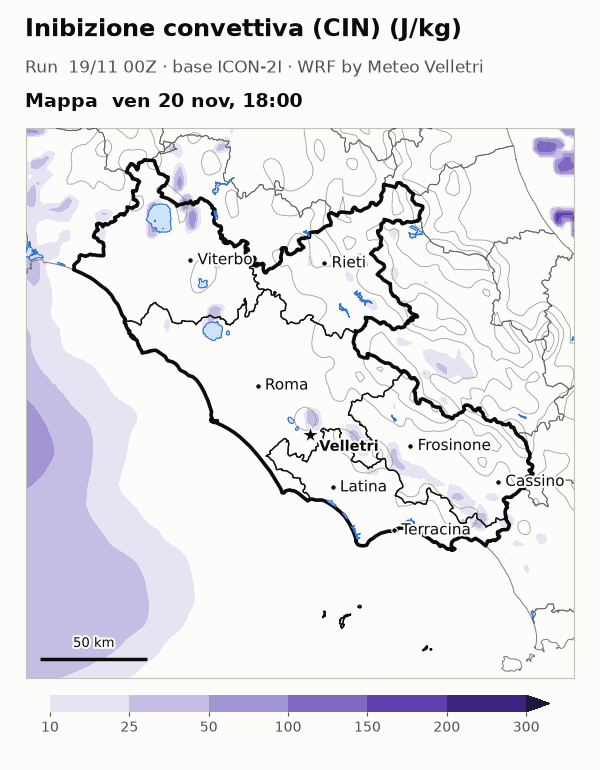 Inibizione convettiva (CIN) (J/kg)
Run  19/11 00Z · base ICON-2I · WRF by Meteo Velletri
Mappa  ven 20 nov, 18:00
Viterbo
Rieti
Roma
Velletri
Frosinone
Cassino
Latina
Terracina
50 km
10 25 50 100 150 200 300